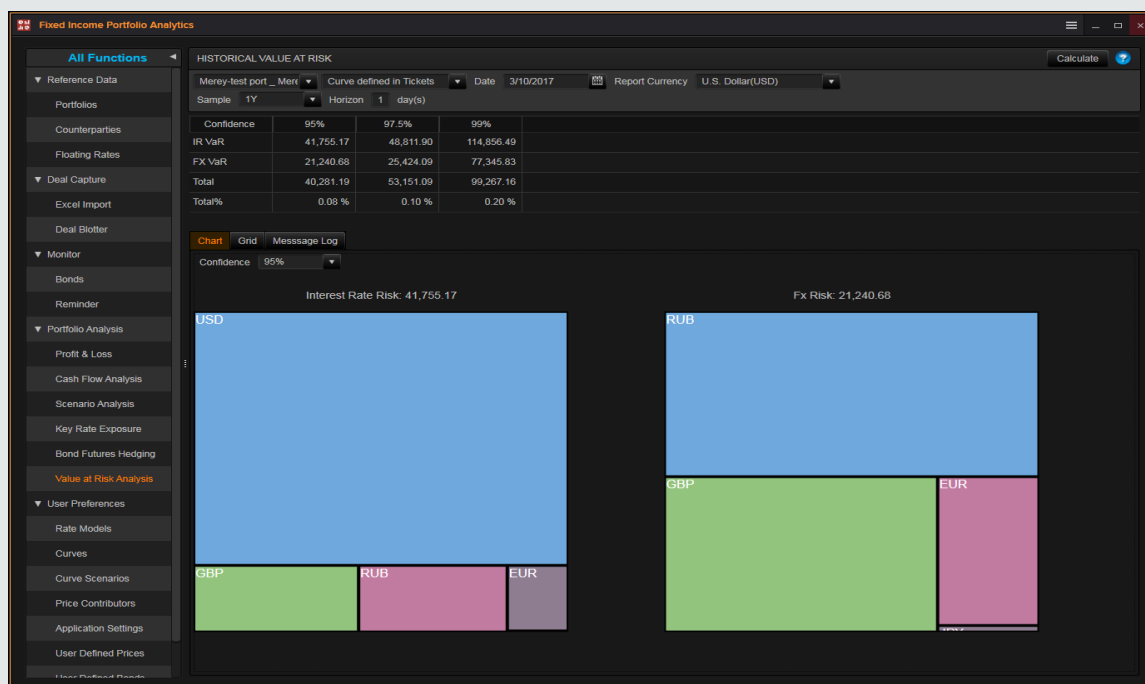 Fixed Income Portfolio Analytics
All Functions
Reference Data
Portfolios
Counterparties
Floating Rates
Deal Capture
Excel Import
Deal Blotter
Monitor
Bonds
Reminder
Portfolio Analysis
Profit & Loss
Cash Flow Analysis
Scenario Analysis
Key Rate Exposure
Bond Futures Hedging
Value at Risk Analysis
User Preferences
Rate Models
Curves
Curve Scenarios
Price Contributors
Application Settings
User Defined Prices
User Defined Bonds
HISTORICAL VALUE AT RISK Calculate ?
Merey-test port _ Mere Curve defined in Tickets Date 3/10/2017 Report Currency U.S. Dollar(USD)
Sample 1Y Horizon 1 day(s)
Confidence 95% 97.5% 99%
IR VaR 41,755.17 48,811.90 114,856.49
FX VaR 21,240.68 25,424.09 77,345.83
Total 40,281.19 53,151.09 99,267.16
Total% 0.08 % 0.10 % 0.20 %
Chart Grid Messsage Log
Confidence 95%
Interest Rate Risk: 41,755.17
USD
GBP RUB EUR
Fx Risk: 21,240.68
RUB
GBP EUR
JPY